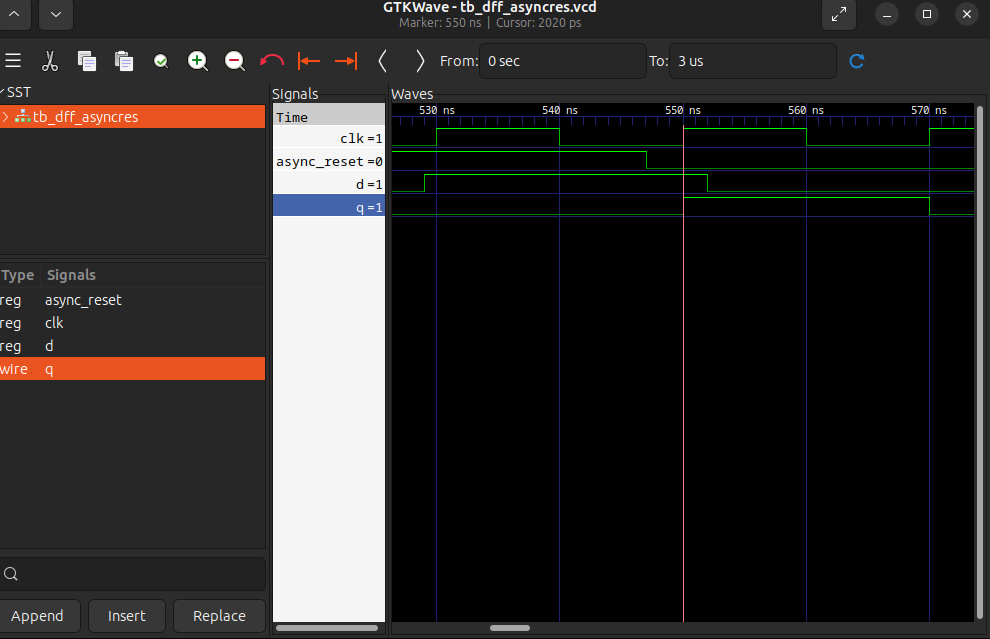 GTKWave - tb_dff_asyncres.vcd
Marker: 550 ns | Cursor: 2020 ps
From: 0 sec To: 3 us
SST
tb_dff_asyncres
Type Signals
reg async_reset
reg clk
reg d
wire q
Append Insert Replace
Signals
Time
clk =1
async_reset =0
d =1
q =1
Waves
530 ns 540 ns 550 ns 560 ns 570 ns